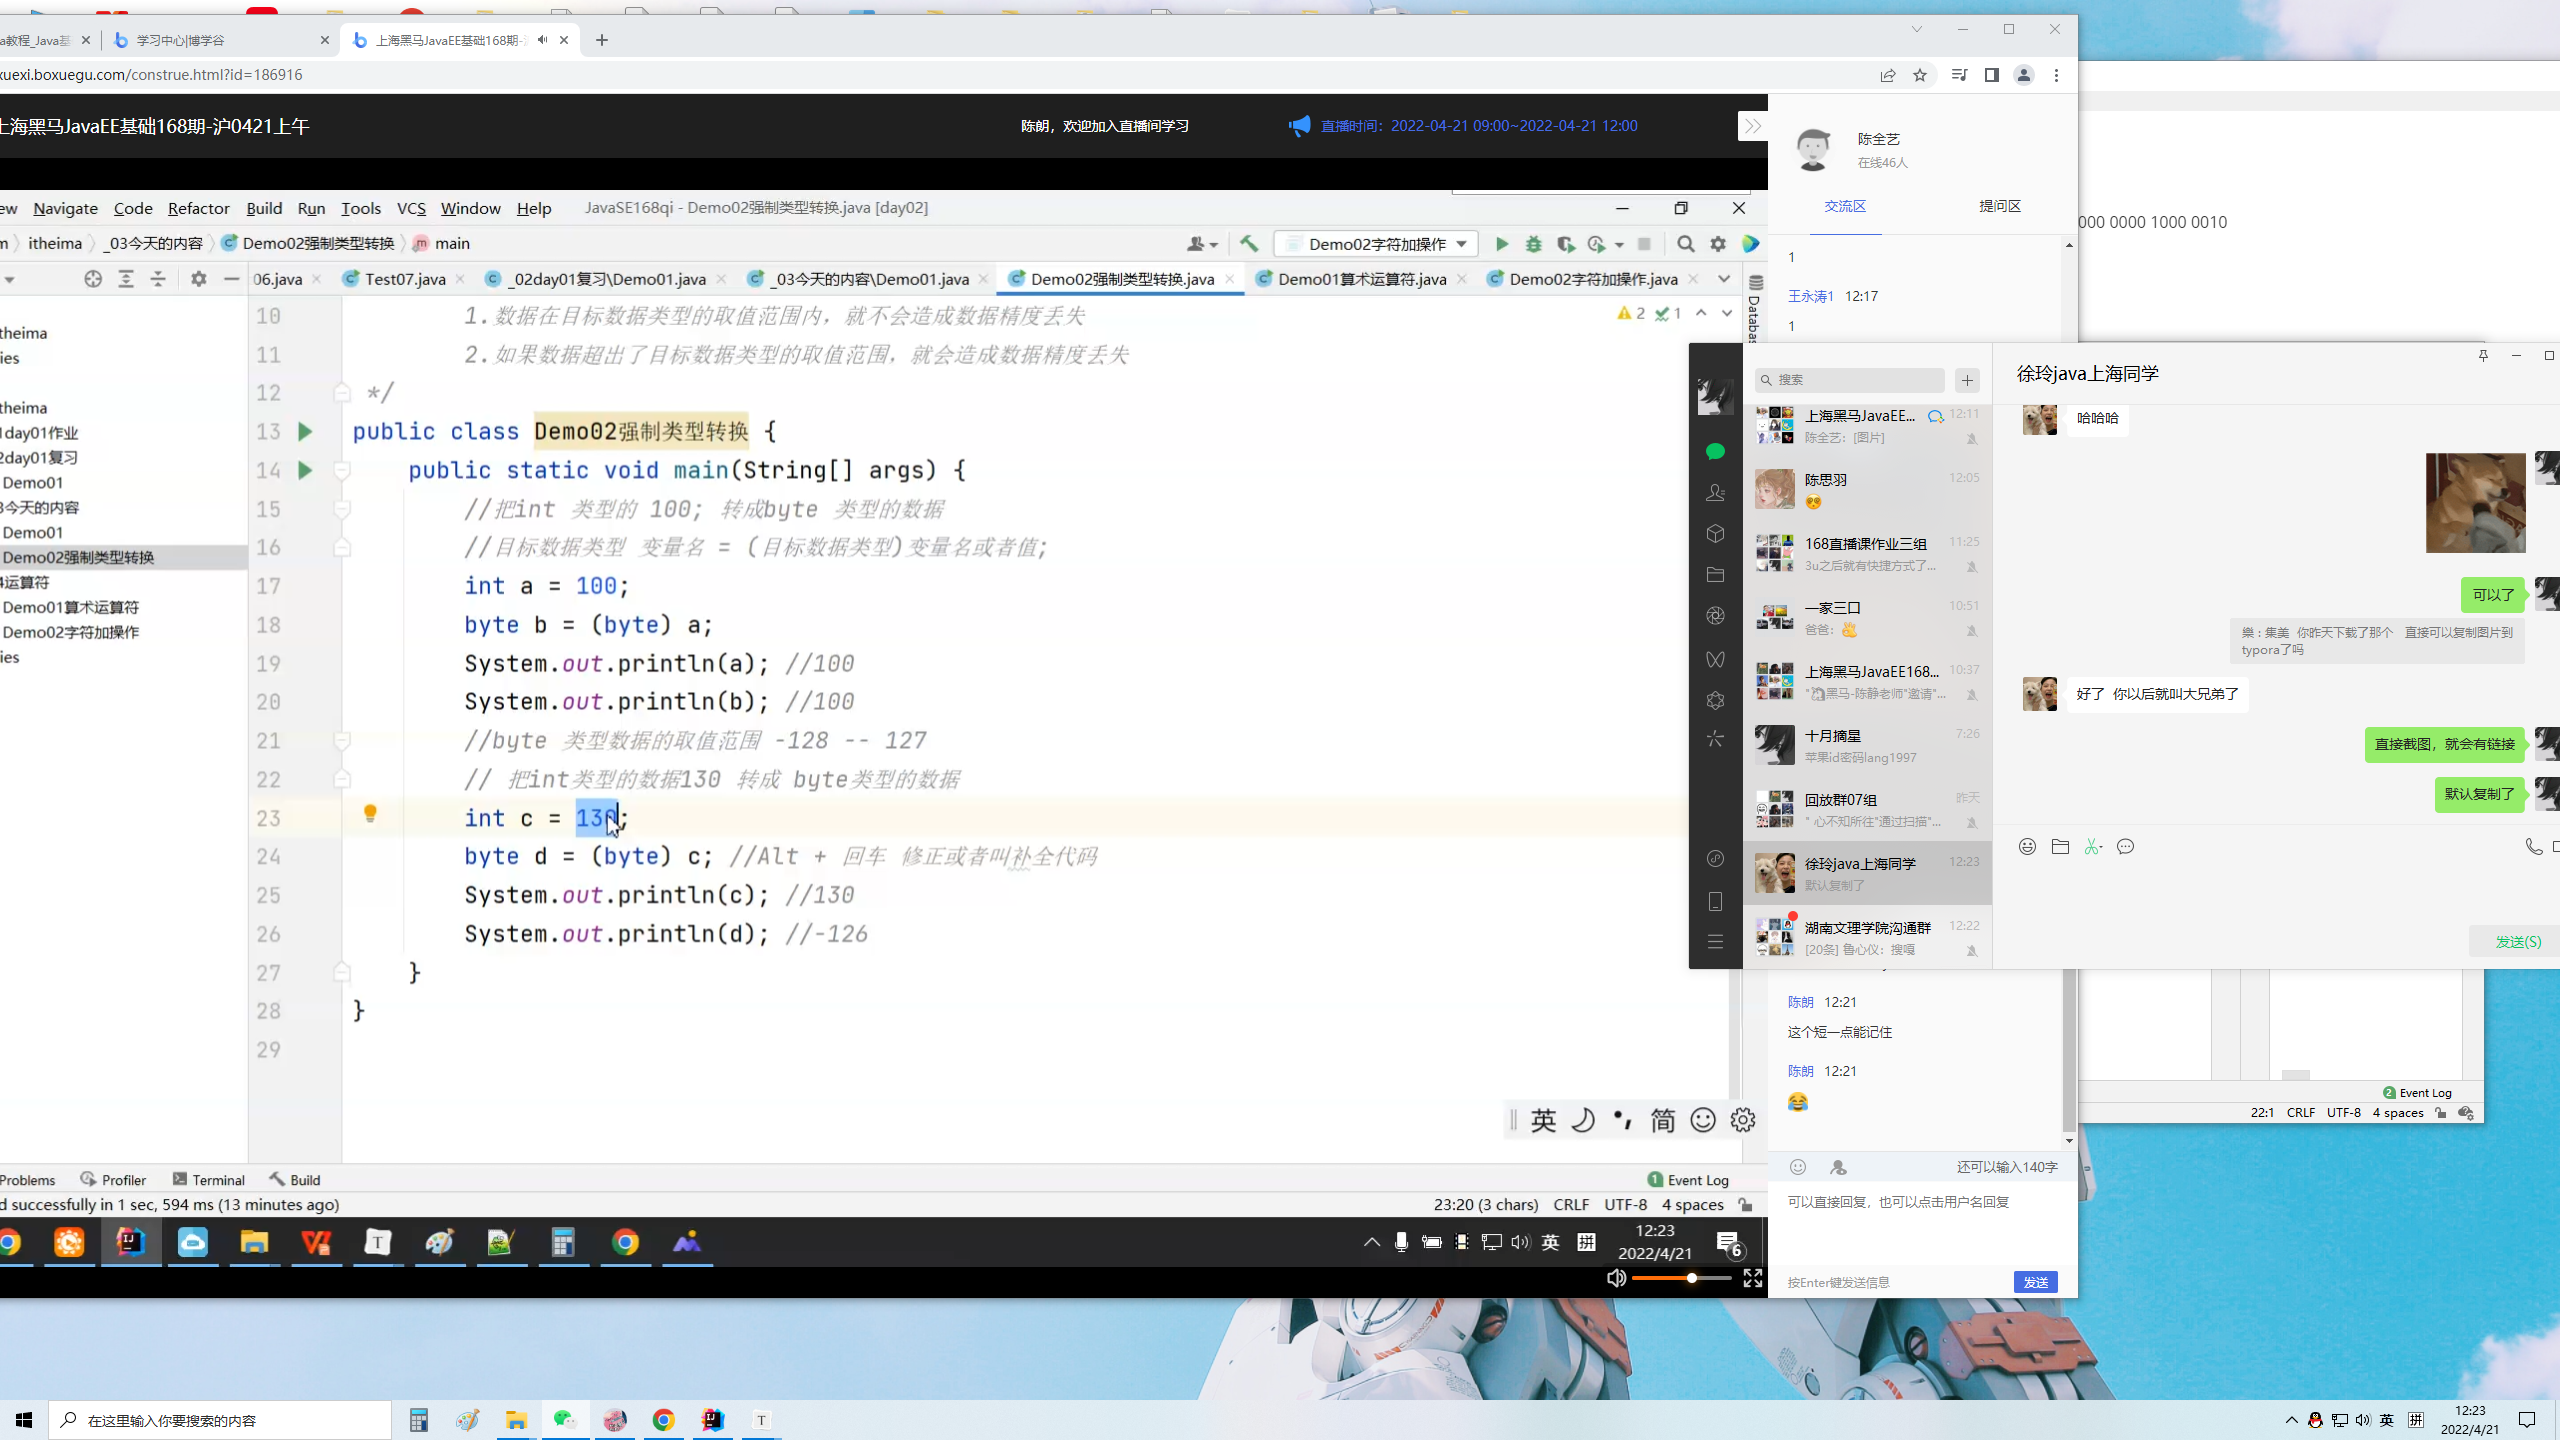 a教程_Java基
学习中心|博学谷
上海黑马JavaEE基础168期-
xuexi.boxuegu.com/construe.html?id=186916
上海黑马JavaEE基础168期-沪0421上午
陈朗，欢迎加入直播间学习
直播时间：2022-04-21 09:00~2022-04-21 12:00
陈全艺
在线46人
交流区
提问区
1
王永涛1 12:17
1
000 0000 1000 0010
ew Navigate Code Refactor Build Run Tools VCS Window Help JavaSE168qi - Demo02强制类型转换.java [day02]
m itheima _03今天的内容 Demo02强制类型转换 main
Demo02字符加操作
06.java Test07.java _02day01复习\Demo01.java _03今天的内容\Demo01.java Demo02强制类型转换.java Demo01算术运算符.java Demo02字符加操作.java
Databas
2 1
theima
ies
theima
1day01作业
2day01复习
Demo01
3今天的内容
Demo01
Demo02强制类型转换
4运算符
Demo01算术运算符
Demo02字符加操作
ies
10 1.数据在目标数据类型的取值范围内，就不会造成数据精度丢失
11 2.如果数据超出了目标数据类型的取值范围，就会造成数据精度丢失
12 */
13 public class Demo02强制类型转换 {
14 public static void main(String[] args) {
15 //把int 类型的 100; 转成byte 类型的数据
16 //目标数据类型 变量名 = (目标数据类型)变量名或者值;
17 int a = 100;
18 byte b = (byte) a;
19 System.out.println(a); //100
20 System.out.println(b); //100
21 //byte 类型数据的取值范围 -128 -- 127
22 // 把int类型的数据130 转成 byte类型的数据
23 int c = 130;
24 byte d = (byte) c; //Alt + 回车 修正或者叫补全代码
25 System.out.println(c); //130
26 System.out.println(d); //-126
27 }
28 }
29
英 简
Problems Profiler Terminal Build
1 Event Log
d successfully in 1 sec, 594 ms (13 minutes ago)
23:20 (3 chars) CRLF UTF-8 4 spaces
英 拼
12:23
2022/4/21
6
搜索
上海黑马JavaEE... 12:11
陈全艺：[图片]
陈思羽 12:05
168直播课作业三组 11:25
3u之后就有快捷方式了...
一家三口 10:51
爸爸：
上海黑马JavaEE168... 10:37
黑马-陈静老师"邀请"...
十月摘星 7:26
苹果id密码lang1997
回放群07组 昨天
" 心不知所往"通过扫描"...
徐玲java上海同学 12:23
默认复制了
湖南文理学院沟通群 12:22
[20条] 鲁心仪：搜嘎
徐玲java上海同学
哈哈哈
可以了
樂：集美 你昨天下载了那个 直接可以复制图片到
typora了吗
好了 你以后就叫大兄弟了
直接截图，就会有链接
默认复制了
发送(S)
陈朗 12:21
这个短一点能记住
陈朗 12:21
还可以输入140字
可以直接回复，也可以点击用户名回复
按Enter键发送信息
发送
2 Event Log
22:1 CRLF UTF-8 4 spaces
在这里输入你要搜索的内容
英 拼
12:23
2022/4/21